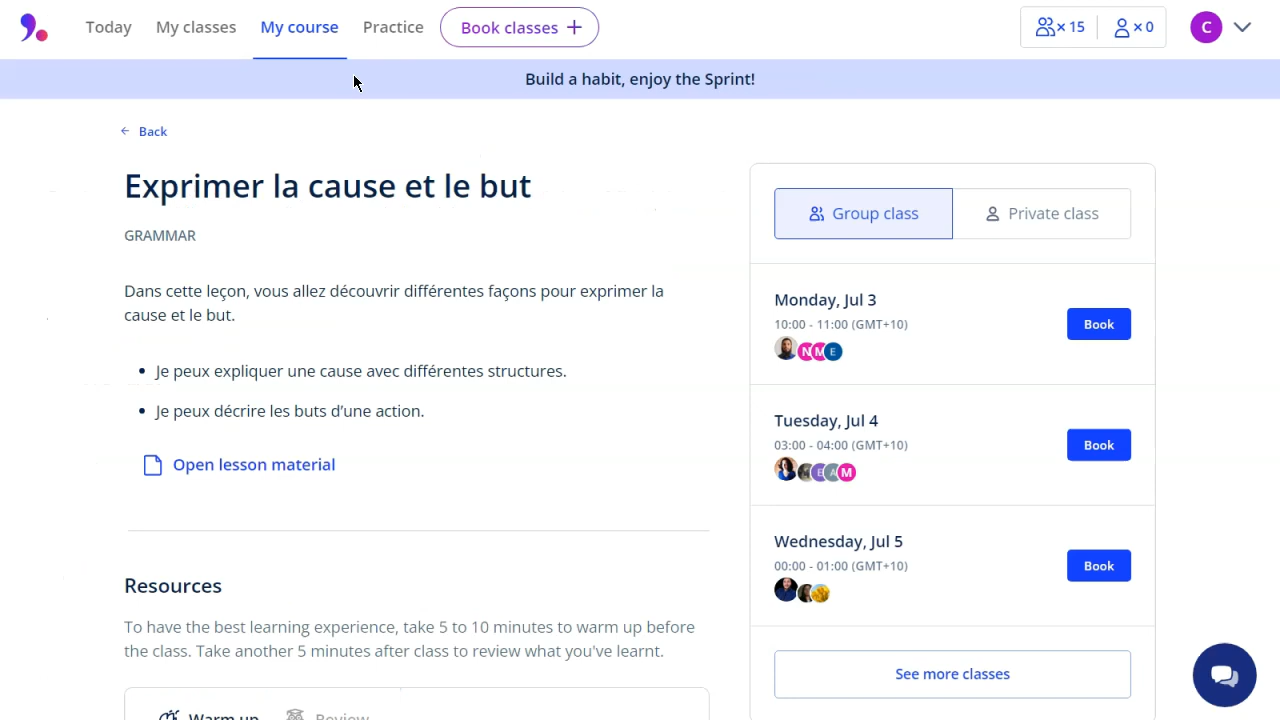 Today My classes My course Practice Book classes +
× 15 × 0 C
Build a habit, enjoy the Sprint!
← Back
Exprimer la cause et le but
GRAMMAR
Dans cette leçon, vous allez découvrir différentes façons pour exprimer la
cause et le but.
• Je peux expliquer une cause avec différentes structures.
• Je peux décrire les buts d'une action.
Open lesson material
Resources
To have the best learning experience, take 5 to 10 minutes to warm up before
the class. Take another 5 minutes after class to review what you've learnt.
Warm up Review
Group class Private class
Monday, Jul 3
10:00 - 11:00 (GMT+10)
N M E
Book
Tuesday, Jul 4
03:00 - 04:00 (GMT+10)
E A M
Book
Wednesday, Jul 5
00:00 - 01:00 (GMT+10)
Book
See more classes